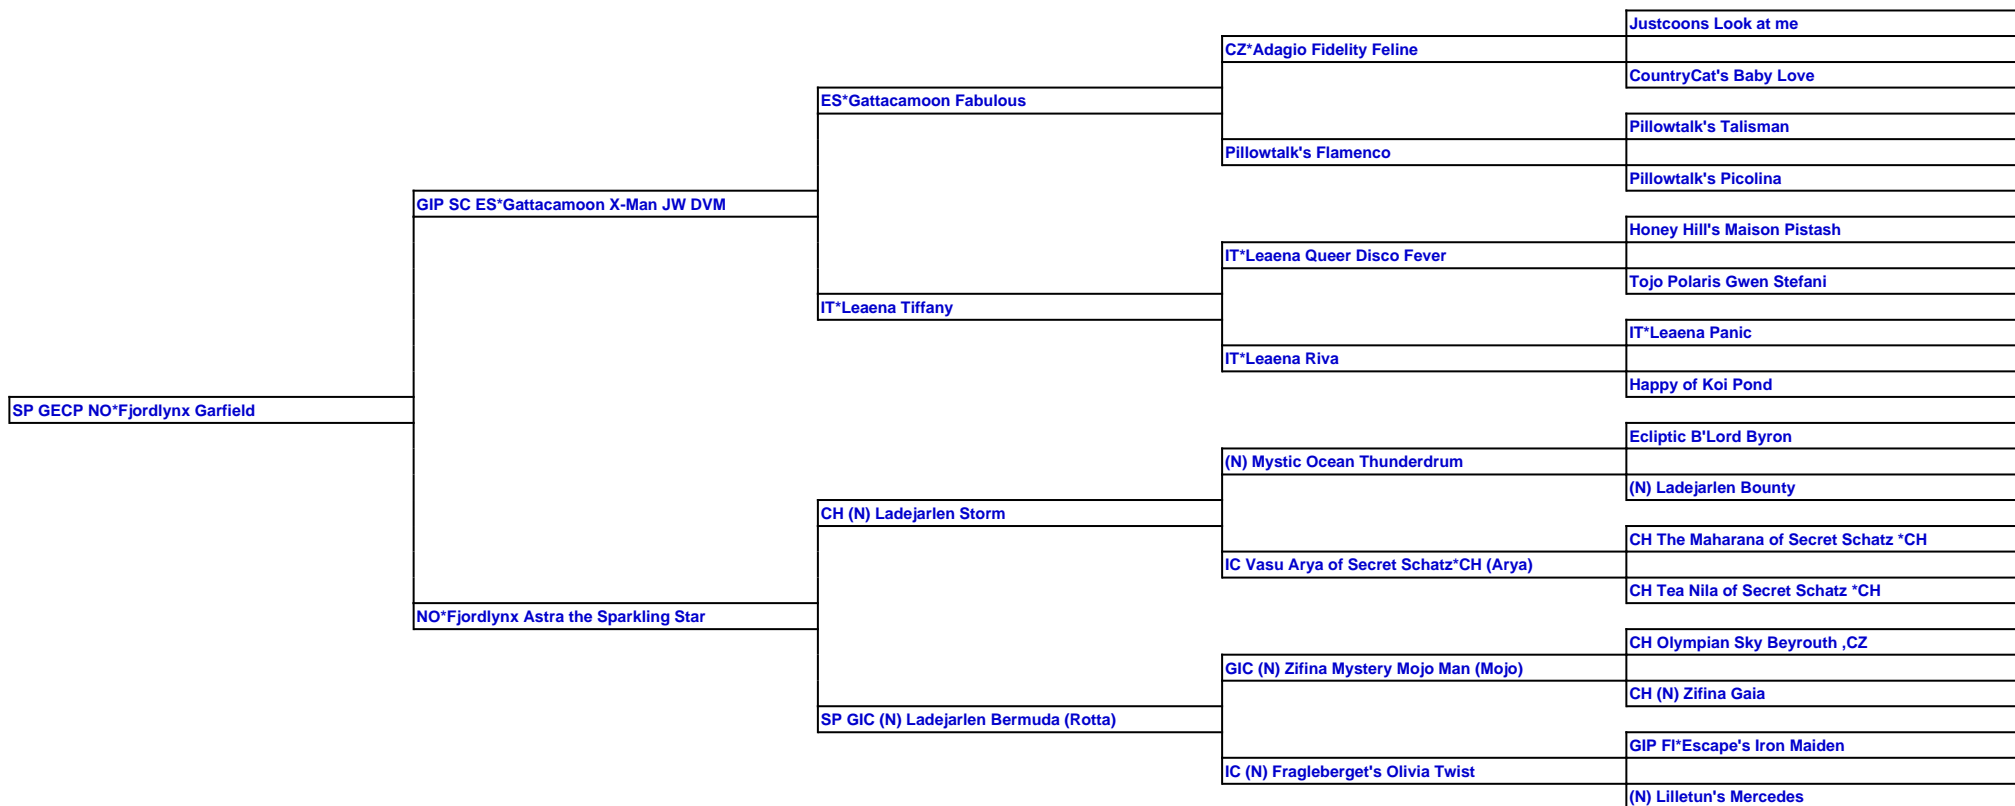 Justcoons Look at me
CZ*Adagio Fidelity Feline
CountryCat's Baby Love
ES*Gattacamoon Fabulous
Pillowtalk's Talisman
Pillowtalk's Flamenco
Pillowtalk's Picolina
GIP SC ES*Gattacamoon X-Man JW DVM
Honey Hill's Maison Pistash
IT*Leaena Queer Disco Fever
Tojo Polaris Gwen Stefani
IT*Leaena Tiffany
IT*Leaena Panic
IT*Leaena Riva
Happy of Koi Pond
SP GECP NO*Fjordlynx Garfield
Ecliptic B'Lord Byron
(N) Mystic Ocean Thunderdrum
(N) Ladejarlen Bounty
CH (N) Ladejarlen Storm
CH The Maharana of Secret Schatz *CH
IC Vasu Arya of Secret Schatz*CH (Arya)
CH Tea Nila of Secret Schatz *CH
NO*Fjordlynx Astra the Sparkling Star
CH Olympian Sky Beyrouth ,CZ
GIC (N) Zifina Mystery Mojo Man (Mojo)
CH (N) Zifina Gaia
SP GIC (N) Ladejarlen Bermuda (Rotta)
GIP FI*Escape's Iron Maiden
IC (N) Fragleberget's Olivia Twist
(N) Lilletun's Mercedes